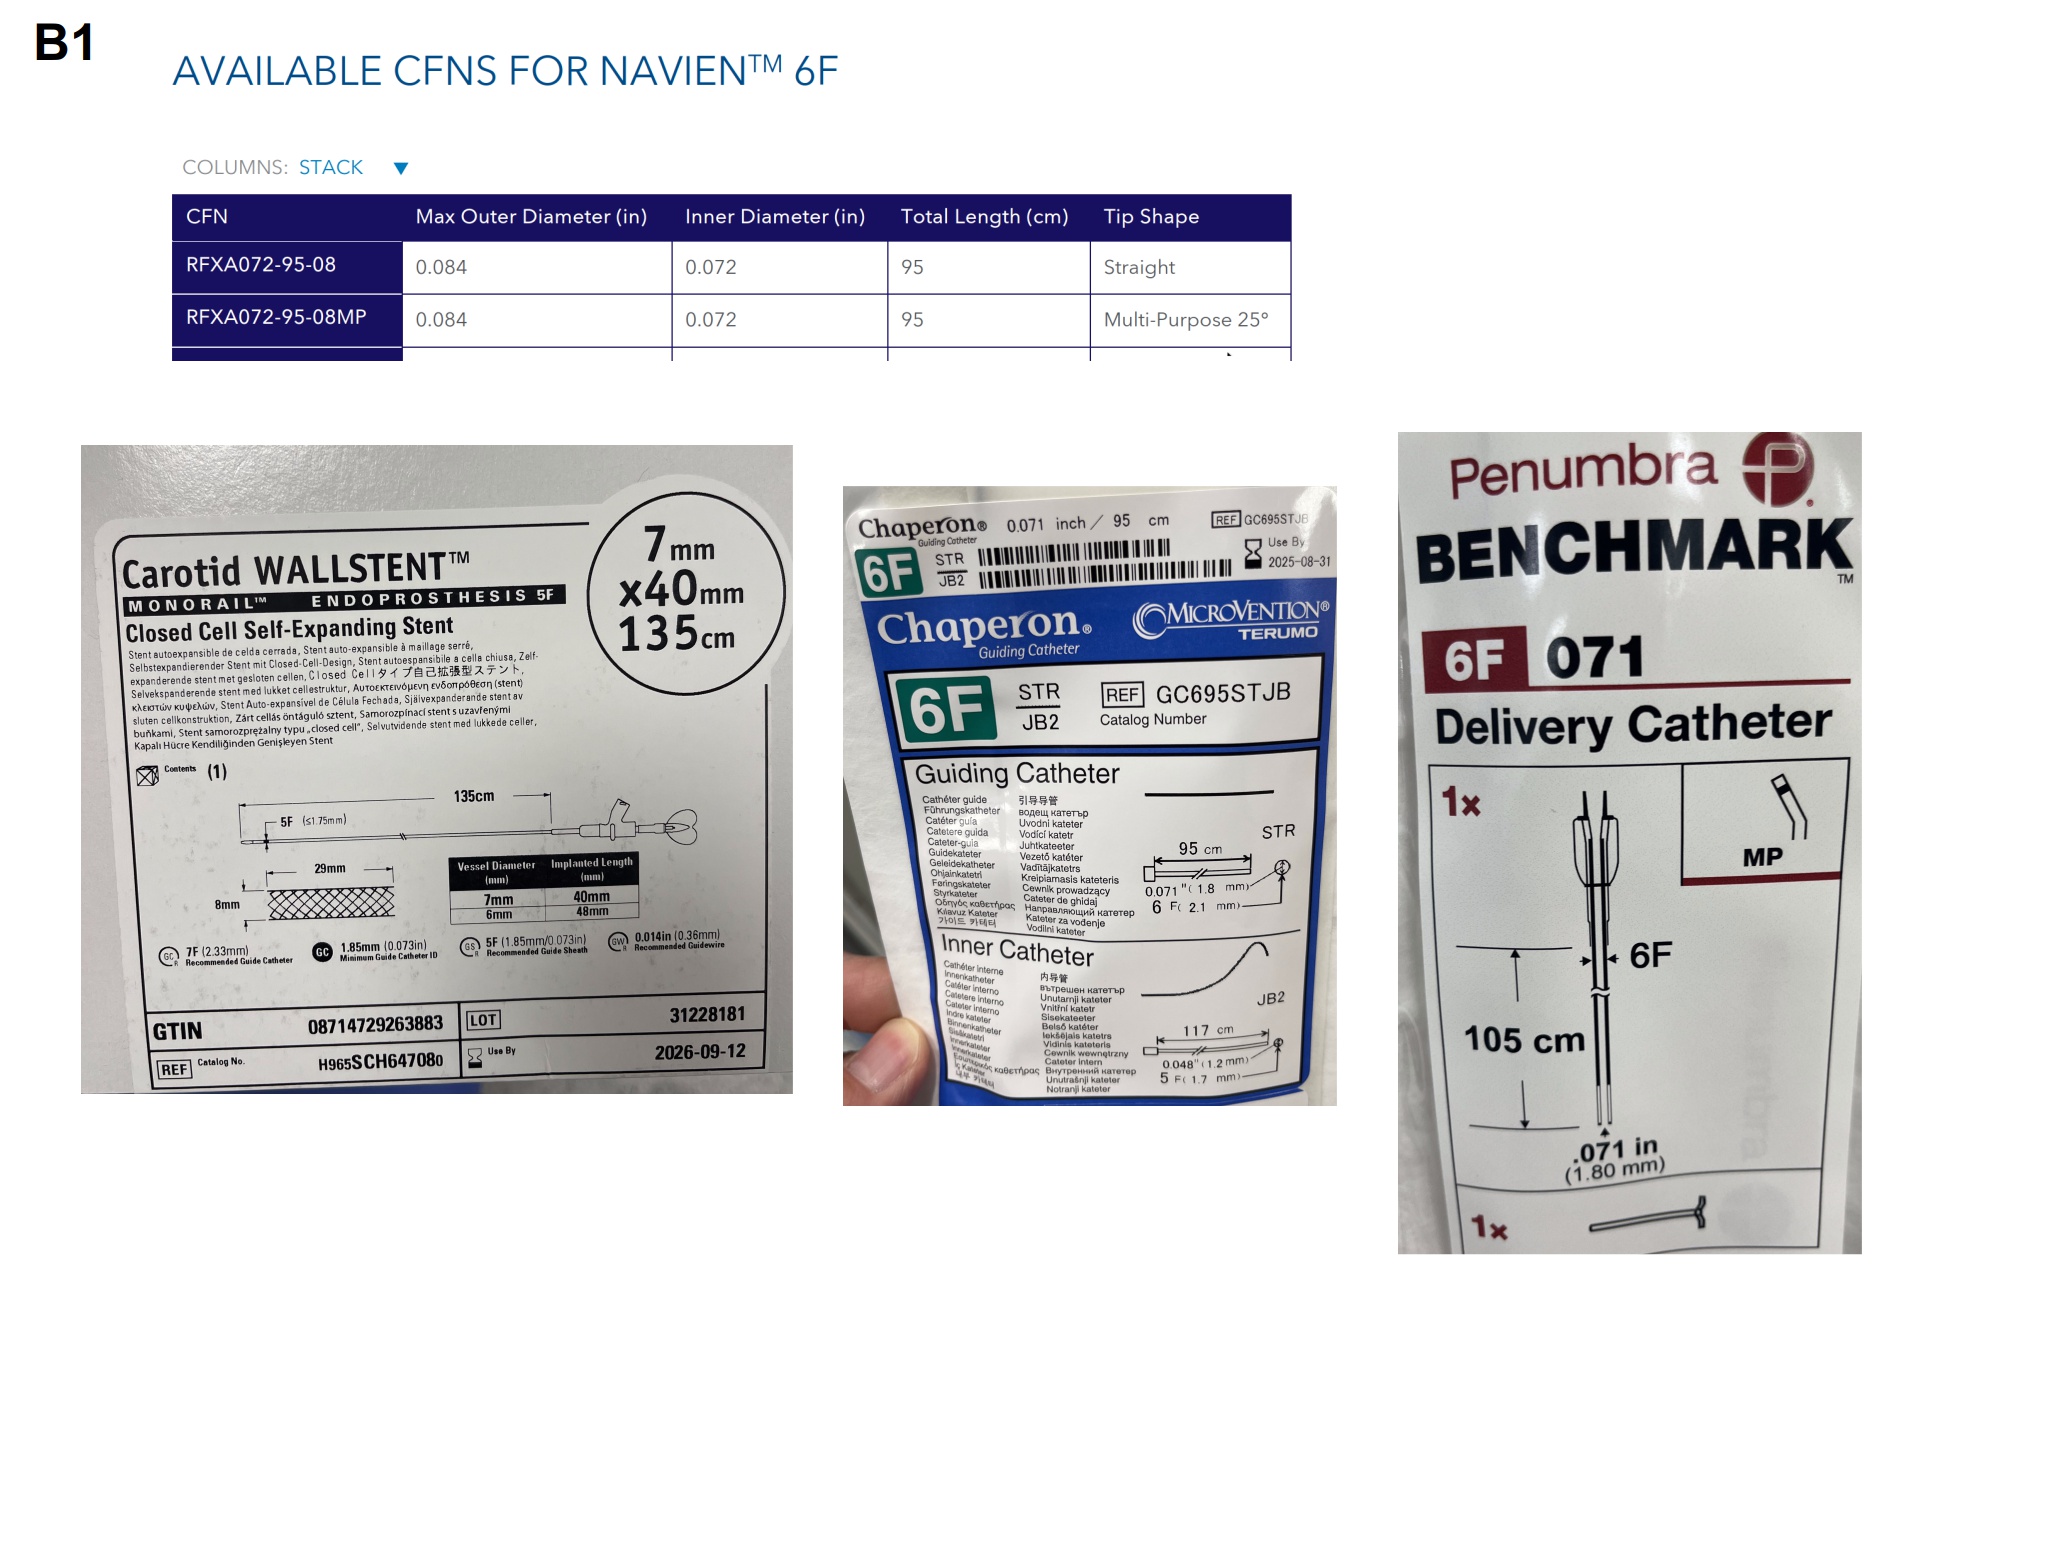 B1
AVAILABLE CFNS FOR NAVIEN™ 6F
COLUMNS: STACK ▼
CFN Max Outer Diameter (in) Inner Diameter (in) Total Length (cm) Tip Shape
RFXA072-95-08 0.084 0.072 95 Straight
RFXA072-95-08MP 0.084 0.072 95 Multi-Purpose 25°
7mm
x40mm
135cm
Carotid WALLSTENT™
MONORAIL™ ENDOPROSTHESIS 5F
Closed Cell Self-Expanding Stent
Stent autoexpansible de celda cerrada, Stent auto-expansible à maillage serré,
Selbstexpandierender Stent mit Closed-Cell-Design, Stent autoespansibile a cella chiusa, Zelf-
expanderende stent met gesloten cellen, Closed Cellタイプ自己拡張型ステント,
Selvekspanderende stent med lukket cellestruktur, Αυτοεκτεινόμενη ενδοπρόθεση (stent)
κλειστών κυψελών, Stent Auto-expansível de Célula Fechada, Självexpanderande stent av
sluten cellkonstruktion, Zárt cellás öntáguló sztent, Samorozpínací stent s uzavřenými
buňkami, Stent samorozprężalny typu „closed cell”, Selvutvidende stent med lukkede celler,
Kapalı Hücre Kendiliğinden Genişleyen Stent
Contents (1)
135cm
5F (≤1.75mm)
29mm
8mm
Vessel Diameter (mm) Implanted Length (mm)
7mm 40mm
6mm 48mm
GC R 7F (2.33mm) Recommended Guide Catheter
GC 1.85mm (0.073in) Minimum Guide Catheter ID
GS R 5F (1.85mm/0.073in) Recommended Guide Sheath
GW R 0.014in (0.36mm) Recommended Guidewire
GTIN 08714729263883 LOT 31228181
REF Catalog No. H965SCH647080 Use By 2026-09-12
Chaperon® 0.071 inch / 95 cm REF GC695STJB
Guiding Catheter
6F STR JB2
Use By
2025-08-31
Chaperon® MICROVENTION®
Guiding Catheter TERUMO
6F STR JB2 REF GC695STJB
Catalog Number
Guiding Catheter
Cathéter guide 引导导管
Führungskatheter водещ катетър
Catéter guía Uvodni kateter
Catetere guida Vodící katetr
Cateter-guia Juhtkateeter
Guidekateter Vezető katéter
Geleidekatheter Vadītājkatetrs
Ohjainkatetri Kreipiamasis kateteris
Føringskateter Cewnik prowadzący
Styrkateter Cateter de ghidaj
Οδηγός καθετήρας Направляющий катетер
Kılavuz Kateter Kateter za vođenje
가이드 카테터 Vodilni kateter
STR
95 cm
0.071"( 1.8 mm)
6 F( 2.1 mm)
Inner Catheter
Cathéter interne 内导管
Innenkatheter вътрешен катетър
Catéter interno Unutarnji kateter
Catetere interno Vnitřní katetr
Cateter interno Sisekateeter
Indre kateter Belső katéter
Binnenkatheter Iekšējais katetrs
Sisäkatetri Vidinis kateteris
Innerkateter Cewnik wewnętrzny
Innerkateter Cateter intern
Εσωτερικός καθετήρας Внутренний катетер
İç Kateter Unutrašnji kateter
내부 카테터 Notranji kateter
JB2
117 cm
0.048"( 1.2 mm)
5 F( 1.7 mm)
Penumbra
BENCHMARK™
6F 071
Delivery Catheter
1x
MP
6F
105 cm
.071 in
(1.80 mm)
1x